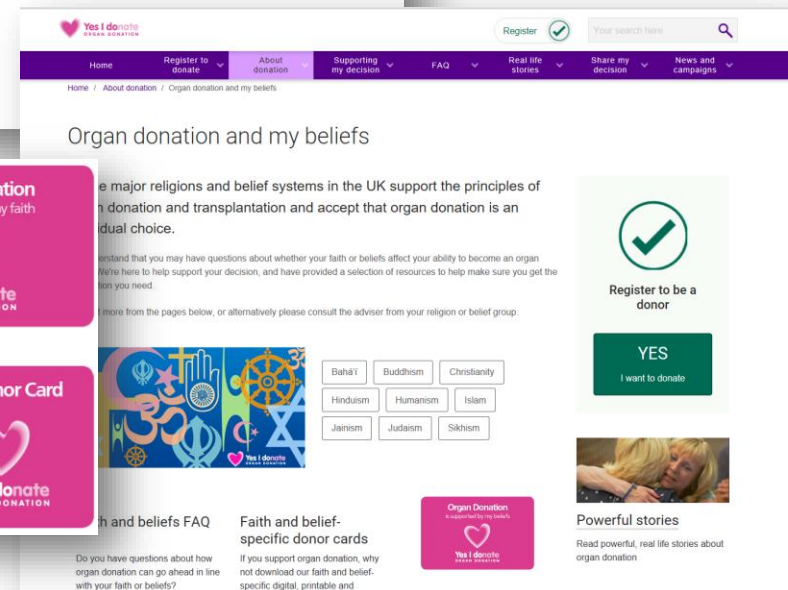 Yes I donate
ORGAN DONATION
Register
Your search here
Home
Register to donate
About donation
Supporting my decision
FAQ
Real life stories
Share my decision
News and campaigns
Home / About donation / Organ donation and my beliefs
Organ donation and my beliefs
major religions and belief systems in the UK support the principles of
donation and transplantation and accept that organ donation is an
choice.
that you may have questions about whether your faith or beliefs affect your ability to become an organ
We're here to help support your decision, and have provided a selection of resources to help make sure you get the
you need.
more from the pages below, or alternatively please consult the adviser from your religion or belief group.
my faith
Donor Card
Bahá'í
Buddhism
Christianity
Hinduism
Humanism
Islam
Jainism
Judaism
Sikhism
Yes I donate
ORGAN DONATION
Register to be a
donor
YES
I want to donate
and beliefs FAQ
Do you have questions about how
organ donation can go ahead in line
with your faith or beliefs?
Faith and belief-
specific donor cards
If you support organ donation, why
not download our faith and belief-
specific digital, printable and
Organ Donation
is supported by my beliefs
Yes I donate
ORGAN DONATION
Powerful stories
Read powerful, real life stories about
organ donation